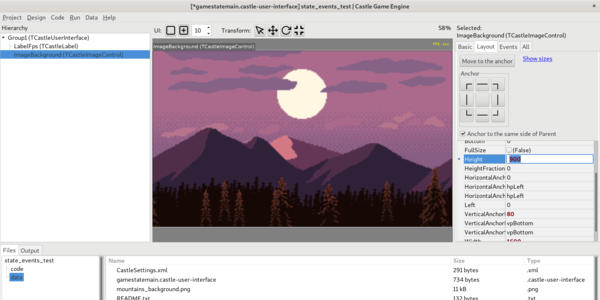 [*gamestatemain.castle-user-interface] state_events_test | Castle Game Engine
Project Design Code Run Data Help
Hierarchy
Group1 (TCastleUserInterface)
LabelFps (TCastleLabel)
ImageBackground (TCastleImageControl)
UI: 10 Transform: 58%
ImageBackground (TCastleImageControl)
Selected:
ImageBackground (TCastleImageControl):
Basic Layout Events All
Move to the anchor Show sizes
Anchor
Anchor to the same side of Parent
Bottom 0
FullSize (False)
Height 900
HeightFraction 0
HorizontalAnch 0
HorizontalAnch hpLeft
HorizontalAnch hpLeft
Left 0
VerticalAnchor 80
VerticalAnchor vpBottom
VerticalAnchor vpBottom
Width 1600
Files Output
state_events_test
code
data
Name Size Type
CastleSettings.xml 291 bytes .xml
gamestatemain.castle-user-interface 734 bytes .castle-user-interface
mountains_background.png 11 kB .png
README.txt 132 bytes .txt